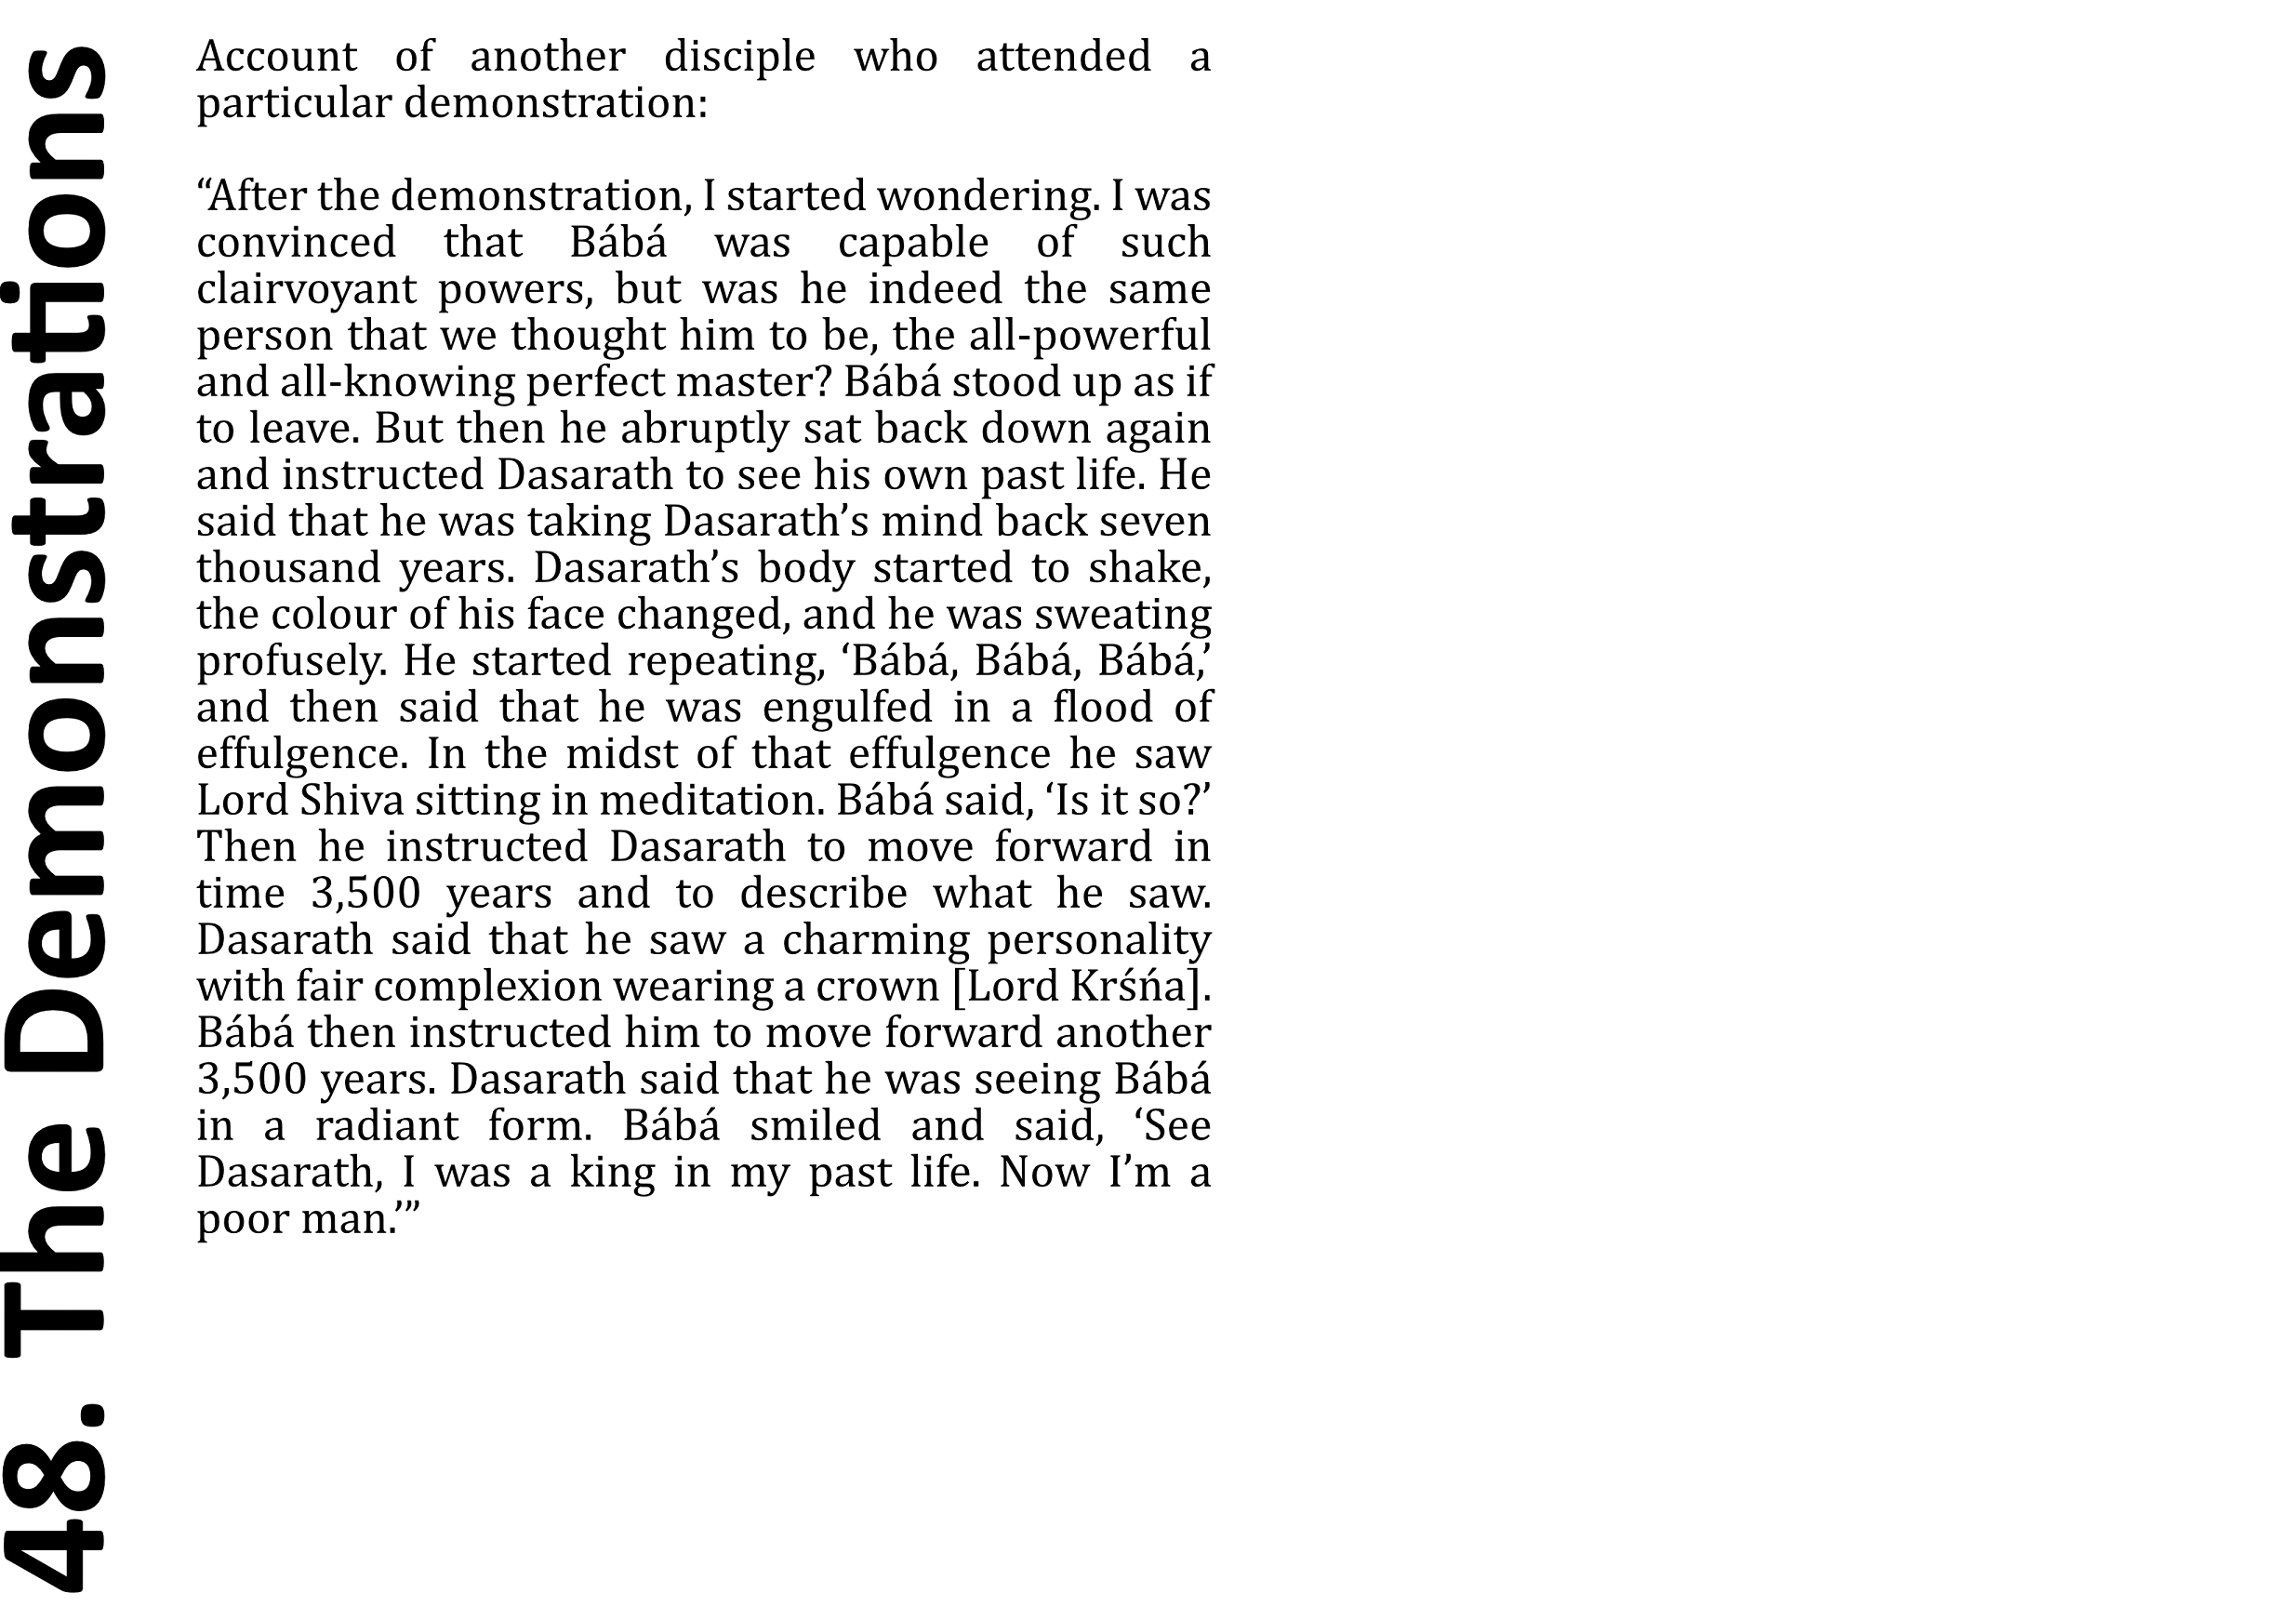 48. The Demonstrations
Account of another disciple who attended a
particular demonstration:
“After the demonstration, I started wondering. I was
convinced that Bábá was capable of such
clairvoyant powers, but was he indeed the same
person that we thought him to be, the all-powerful
and all-knowing perfect master? Bábá stood up as if
to leave. But then he abruptly sat back down again
and instructed Dasarath to see his own past life. He
said that he was taking Dasarath’s mind back seven
thousand years. Dasarath’s body started to shake,
the colour of his face changed, and he was sweating
profusely. He started repeating, ‘Bábá, Bábá, Bábá,’
and then said that he was engulfed in a flood of
effulgence. In the midst of that effulgence he saw
Lord Shiva sitting in meditation. Bábá said, ‘Is it so?’
Then he instructed Dasarath to move forward in
time 3,500 years and to describe what he saw.
Dasarath said that he saw a charming personality
with fair complexion wearing a crown [Lord Krśńa].
Bábá then instructed him to move forward another
3,500 years. Dasarath said that he was seeing Bábá
in a radiant form. Bábá smiled and said, ‘See
Dasarath, I was a king in my past life. Now I’m a
poor man.’”